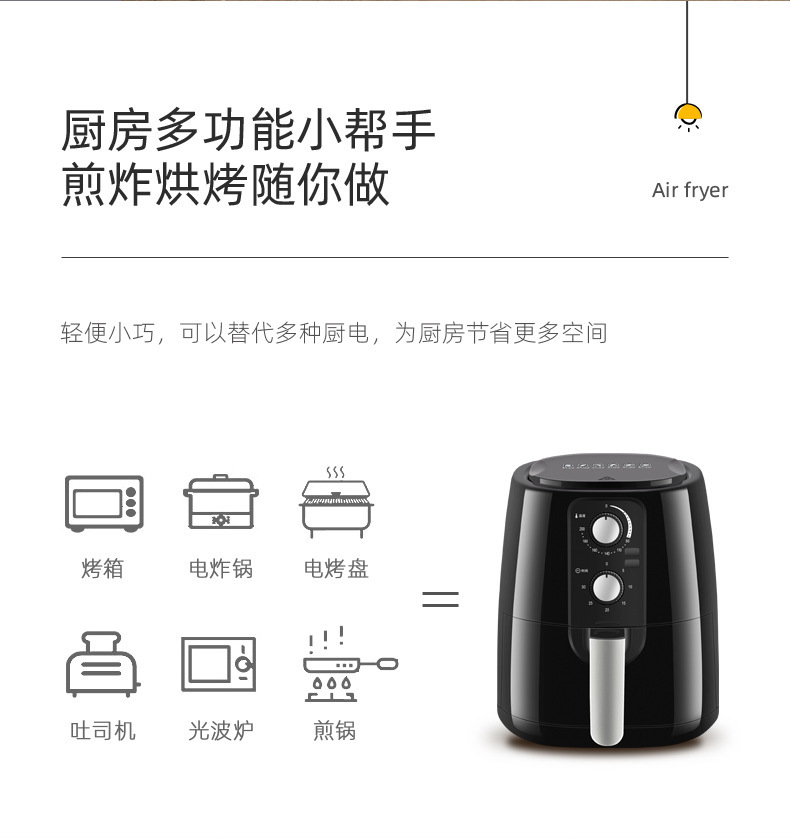 厨房多功能小帮手
煎炸烘烤随你做
Air fryer
轻便小巧，可以替代多种厨电，为厨房节省更多空间
烤箱 电炸锅 电烤盘
=
吐司机 光波炉 煎锅